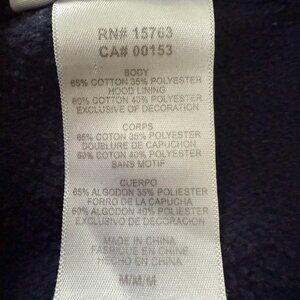 RN# 15763
CA# 00153
BODY
65% COTTON 35% POLYESTER
HOOD LINING
60% COTTON 40% POLYESTER
EXCLUSIVE OF DECORATION
CORPS
65% COTON 35% POLYESTER
DOUBLURE DE CAPUCHON
60% COTON 40% POLYESTER
SANS MOTIF
CUERPO
65% ALGODON 35% POLIESTER
FORRO DE LA CAPUCHA
60% ALGODON 40% POLIESTER
EXCLUSIVO DE DECORACION
MADE IN CHINA
FABRIQUE EN CHINE
HECHO EN CHINA
M/M/M